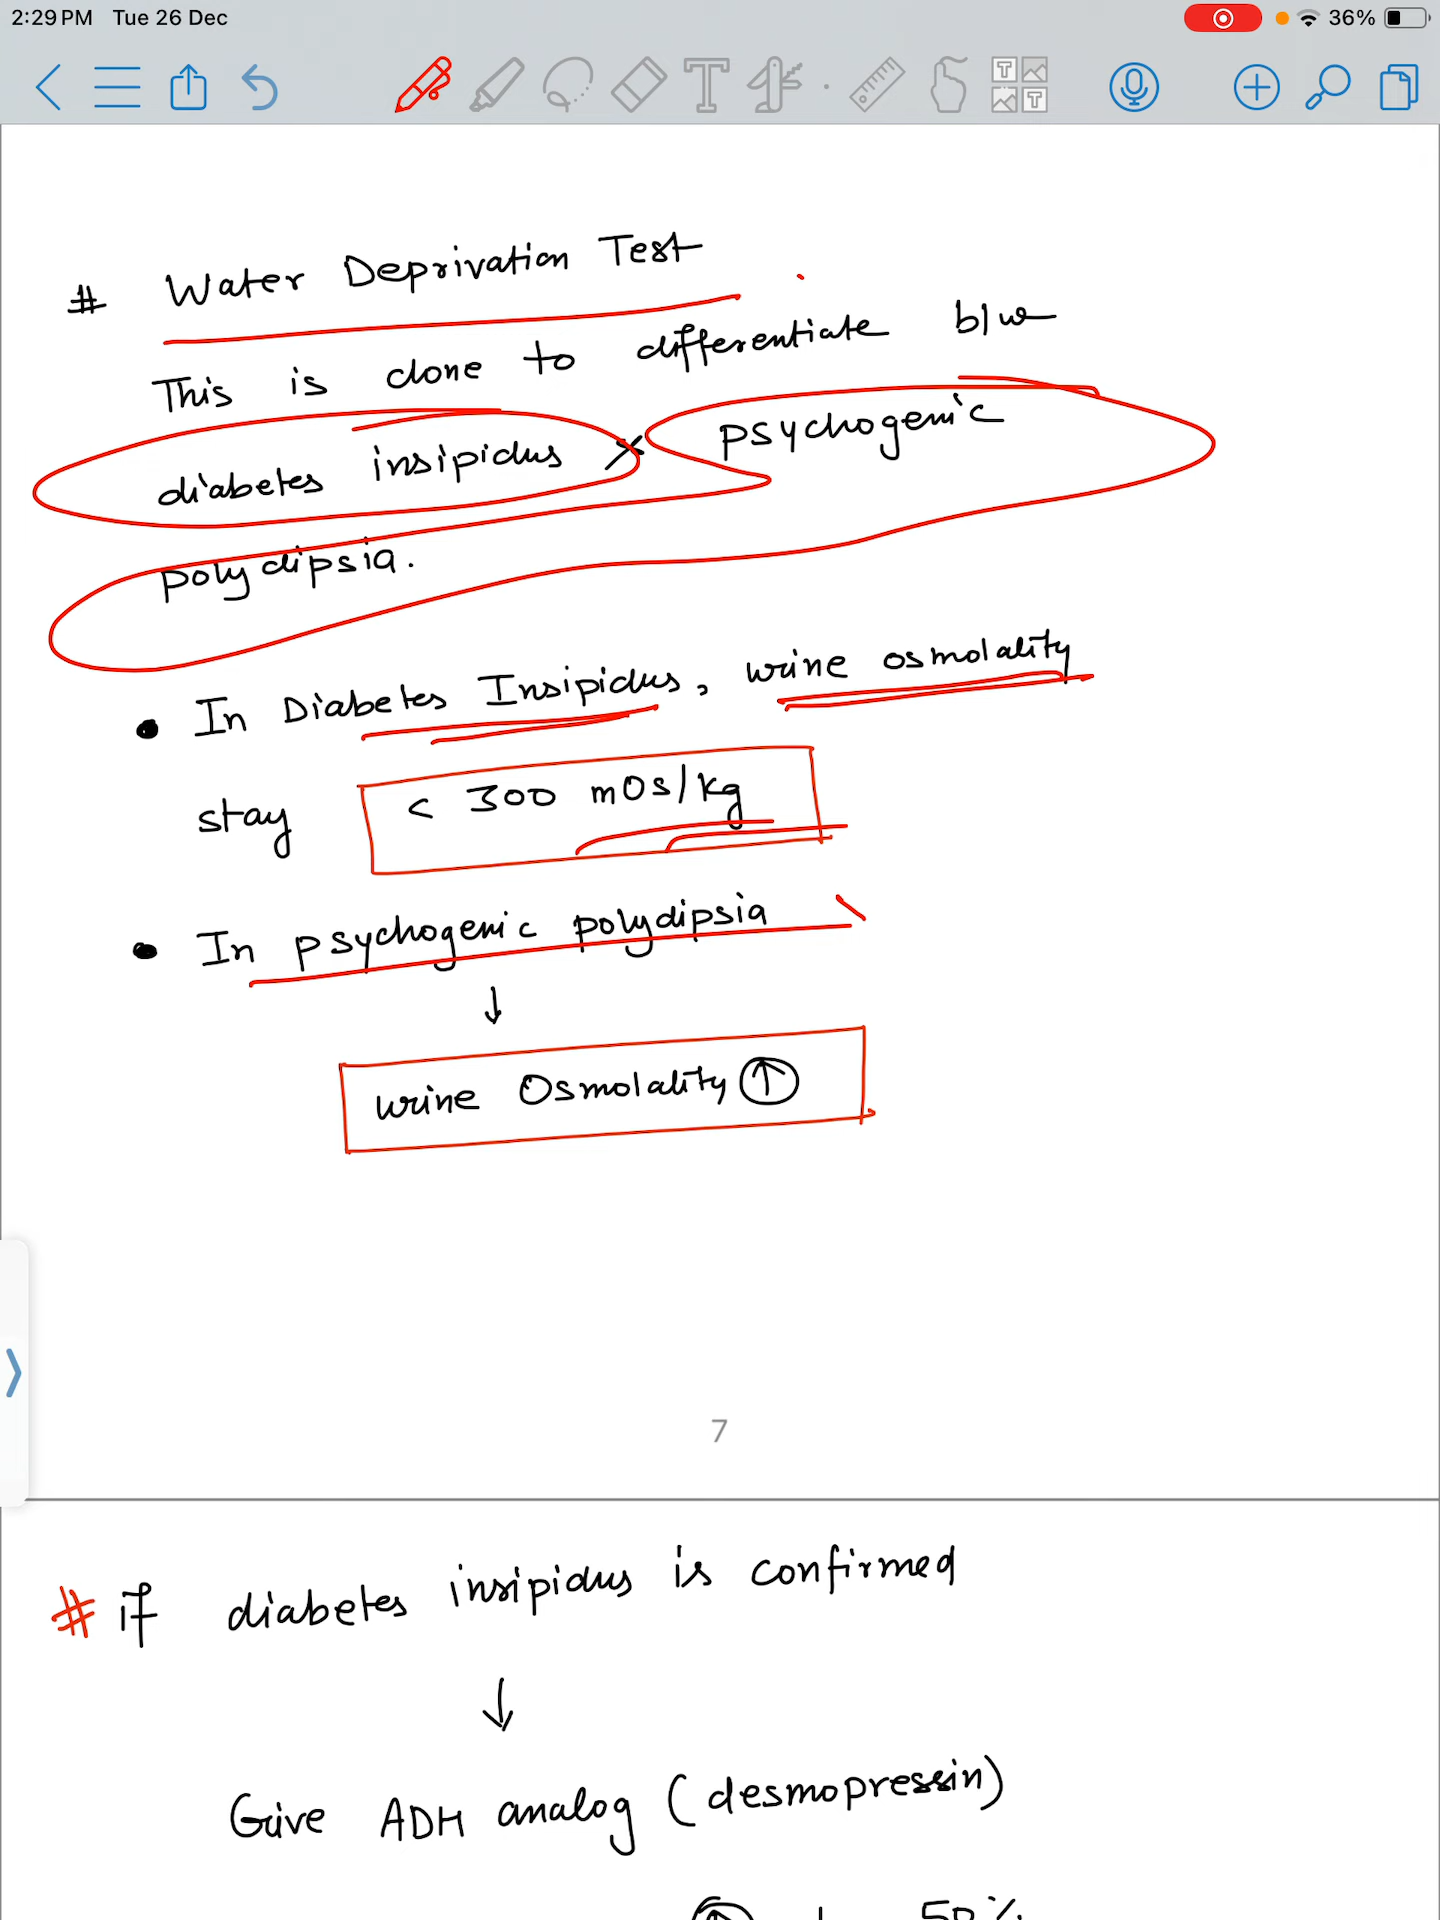 2:29 PM Tue 26 Dec 36%
# Water Deprivation Test
This is done to differentiate b/w
diabetes insipidus & psychogenic
polydipsia.
• In Diabetes Insipidus, urine osmolality
stay < 300 mOs/kg
• In psychogenic polydipsia
↓
urine Osmolality ↑
7
# if diabetes insipidus is confirmed
↓
Give ADH analog (desmopressin)
50%